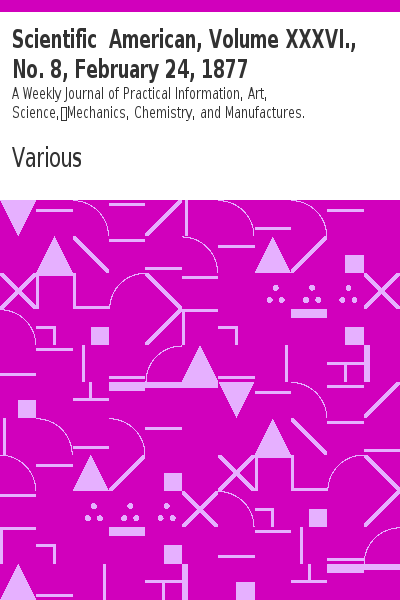 Scientific American, Volume XXXVI.,
No. 8, February 24, 1877
A Weekly Journal of Practical Information, Art,
Science,▯Mechanics, Chemistry, and Manufactures.
Various